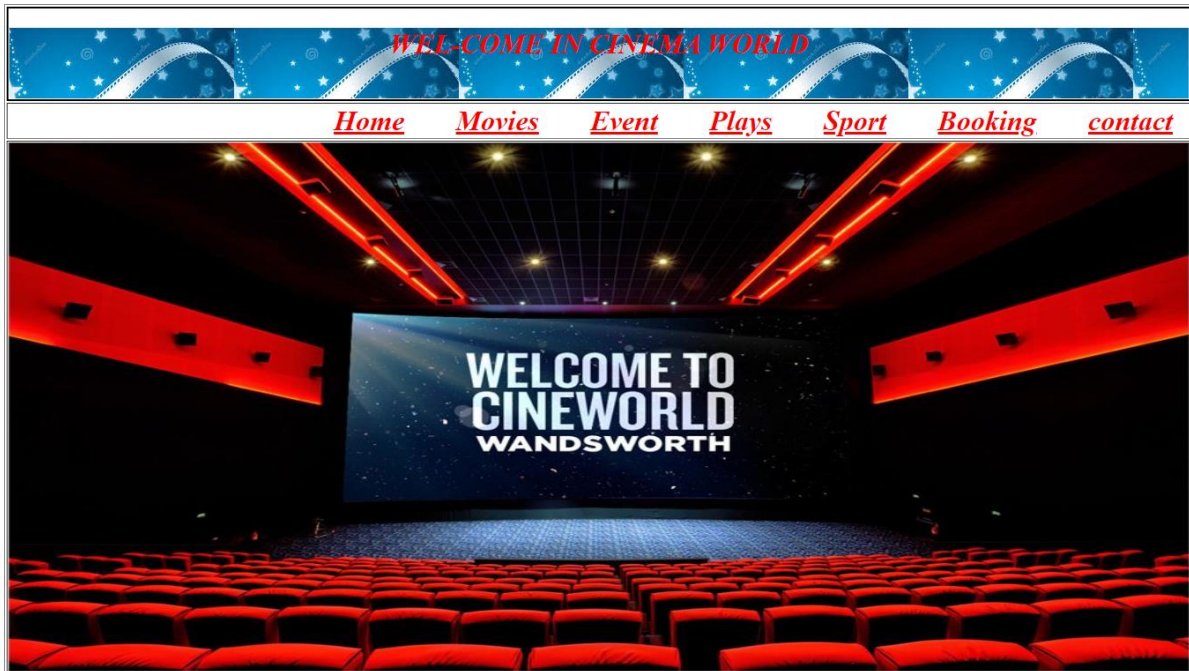 WEL-COME IN CINEMA WORLD
Home Movies Event Plays Sport Booking contact
WELCOME TO
CINEWORLD
WANDSWORTH